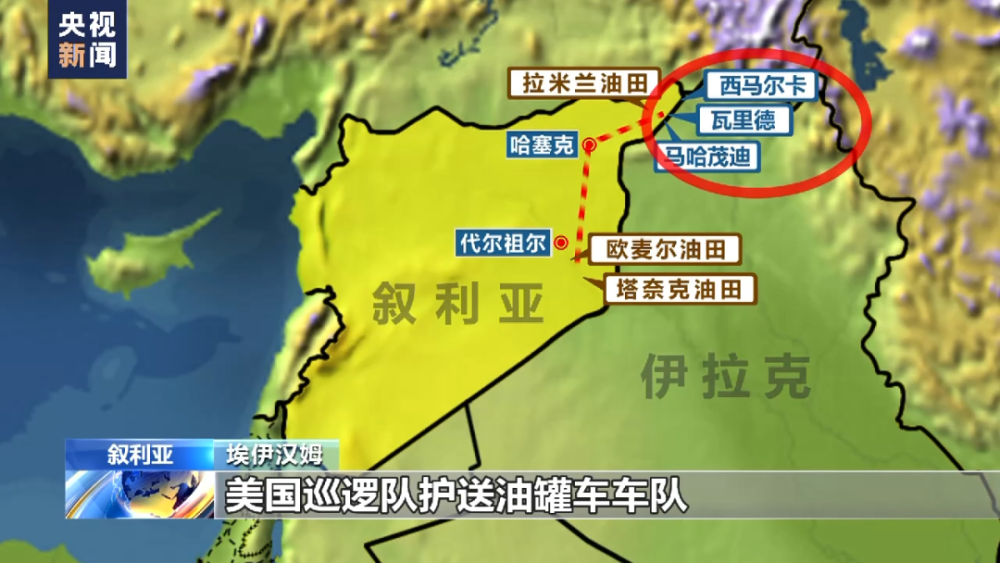 央视
新闻
拉米兰油田
西马尔卡
瓦里德
哈塞克
马哈茂迪
代尔祖尔
欧麦尔油田
塔奈克油田
叙利亚
伊拉克
叙利亚 埃伊汉姆
美国巡逻队护送油罐车车队